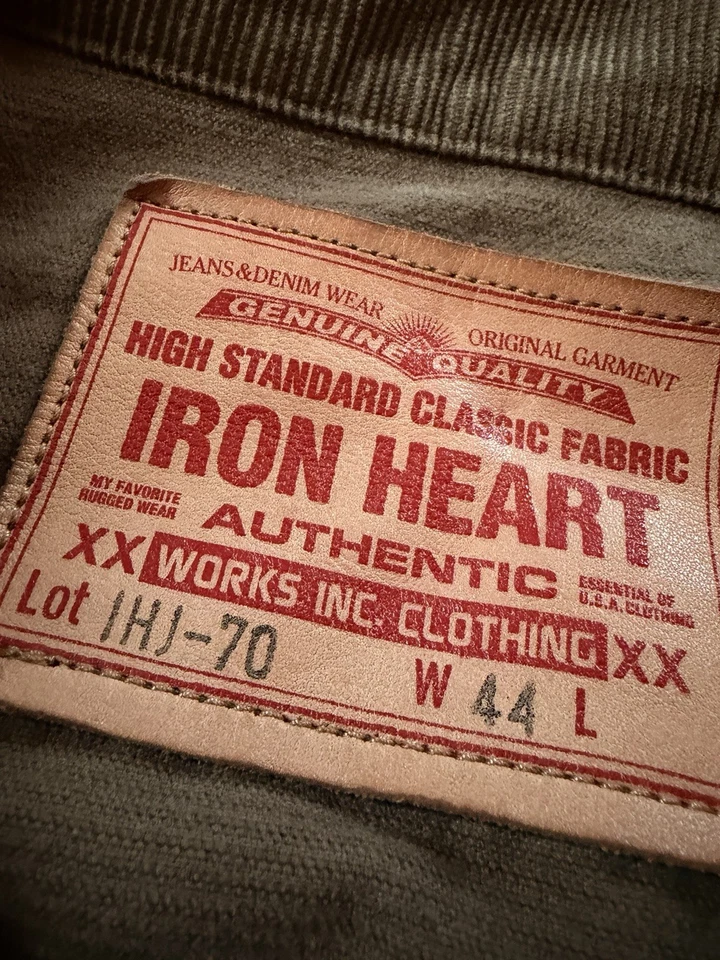 JEANS&DENIM WEAR
ORIGINAL GARMENT
GENUINE QUALITY
HIGH STANDARD CLASSIC FABRIC
IRON HEART
MY FAVORITE
RUGGED WEAR
AUTHENTIC
ESSENTIAL OF
U.S.A. CLOTHING
XX WORKS INC. CLOTHING XX
Lot IHJ-70 W 44 L